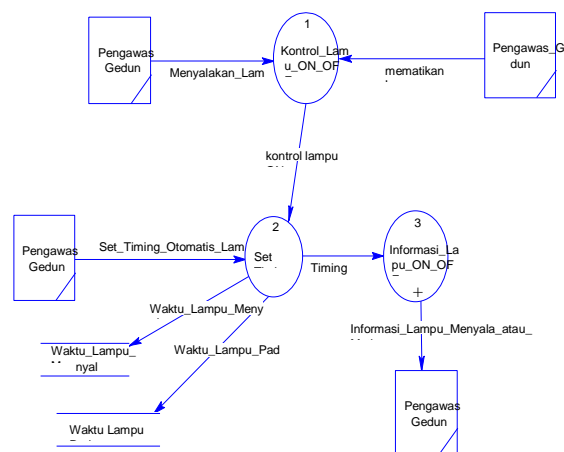 1
Pengawas
Gedun
Kontrol_Lam
u_ON_OF
Pengawas_G
dun
Menyalakan_Lam
mematikan
kontrol lampu
2
Set
3
Informasi_La
pu_ON_OF
+
Pengawas
Gedun
Set_Timing_Otomatis_Lam
Timing
Waktu_Lampu_Meny
Informasi_Lampu_Menyala_atau_
Waktu_Lampu_
nyal
Waktu_Lampu_Pad
Pengawas
Gedun
Waktu Lampu